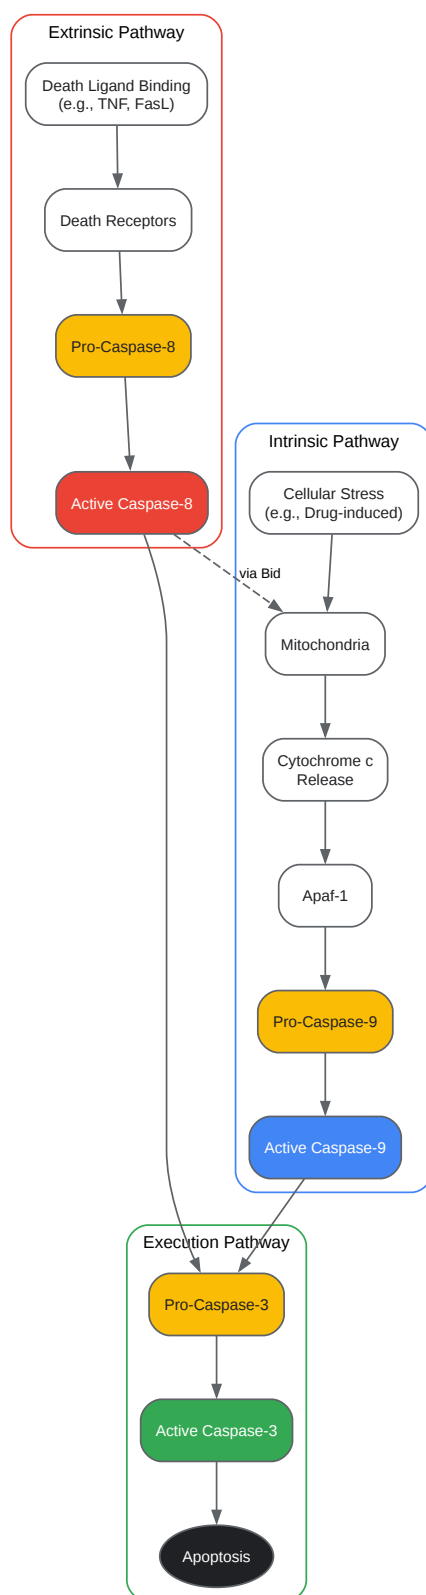 Extrinsic Pathway
Death Ligand Binding
(e.g., TNF, FasL)
Death Receptors
Pro-Caspase-8
Active Caspase-8
Intrinsic Pathway
Cellular Stress
(e.g., Drug-induced)
via Bid
Mitochondria
Cytochrome c
Release
Apaf-1
Pro-Caspase-9
Active Caspase-9
Execution Pathway
Pro-Caspase-3
Active Caspase-3
Apoptosis